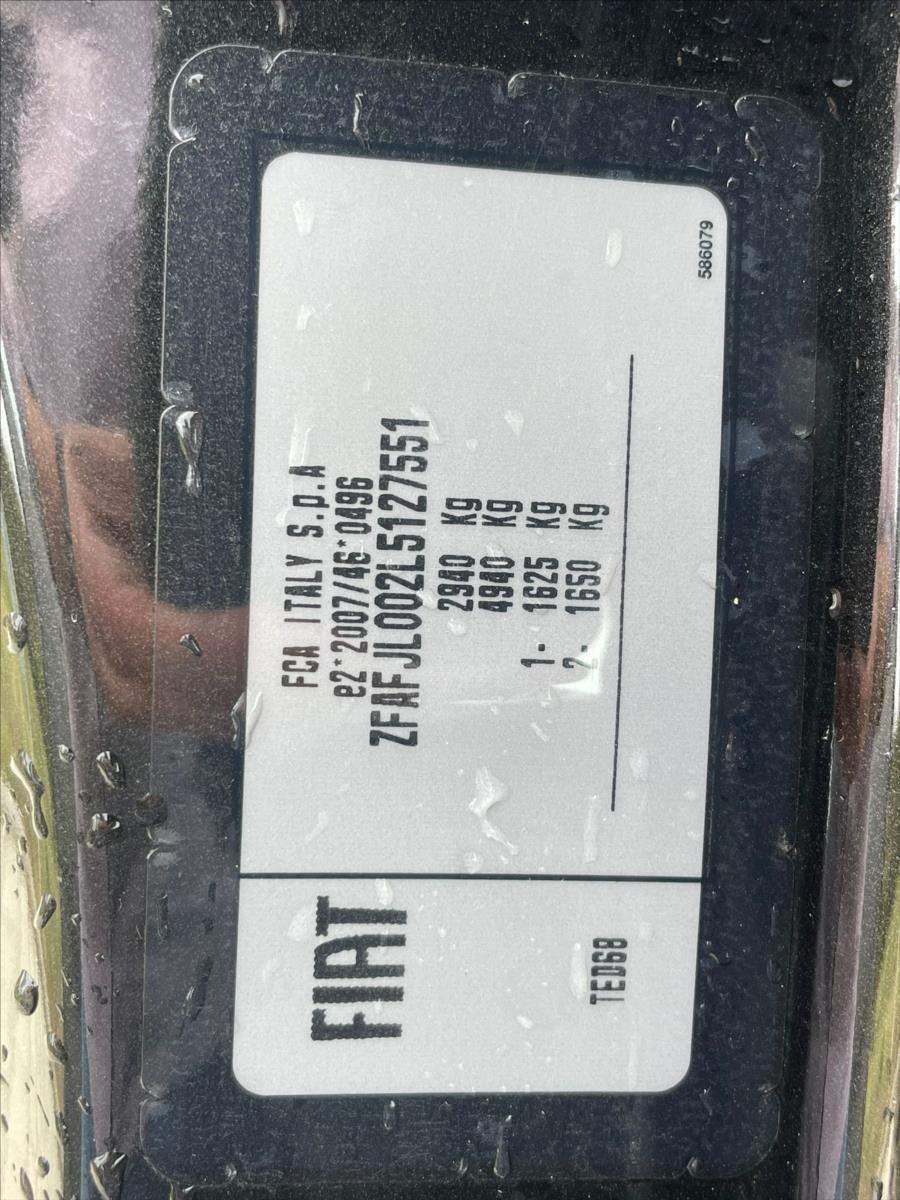 FIAT
TED68
FCA ITALY S.p.A
e2*2007/46*0496
ZFAFJL002L5127551
2940 Kg
4940 Kg
1- 1625 Kg
2- 1650 Kg
586079